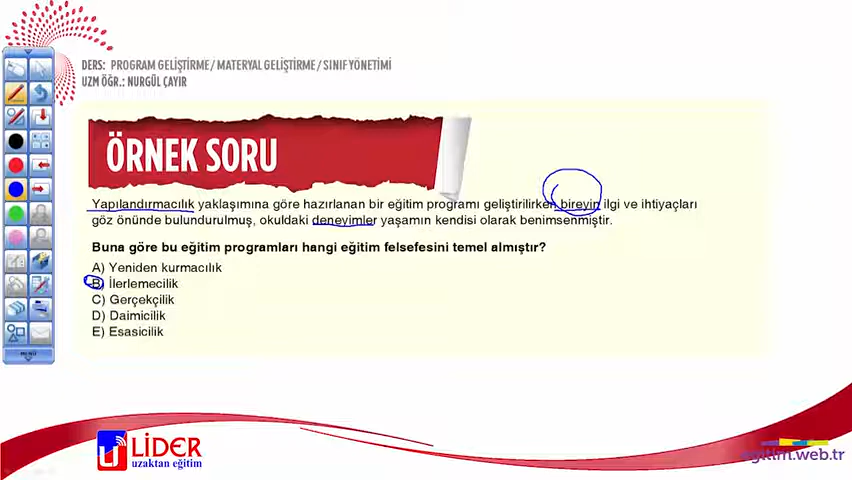 DERS: PROGRAM GELİŞTİRME / MATERYAL GELİŞTİRME / SINIF YÖNETİMİ
UZM ÖĞR.: NURGÜL ÇAYIR
ÖRNEK SORU
Yapılandırmacılık yaklaşımına göre hazırlanan bir eğitim programı geliştirilirken bireyin ilgi ve ihtiyaçları
göz önünde bulundurulmuş, okuldaki deneyimler yaşamın kendisi olarak benimsenmiştir.
Buna göre bu eğitim programları hangi eğitim felsefesini temel almıştır?
A) Yeniden kurmacılık
B) İlerlemecilik
C) Gerçekçilik
D) Daimicilik
E) Esasicilik
MENU
LİDER
uzaktan eğitim
egitim.web.tr